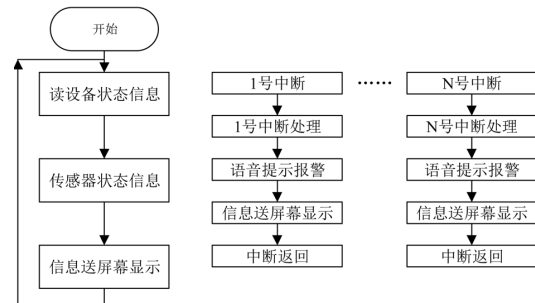 开始
读设备状态信息
传感器状态信息
信息送屏幕显示
1号中断
1号中断处理
语音提示报警
信息送屏幕显示
中断返回
……
N号中断
N号中断处理
语音提示报警
信息送屏幕显示
中断返回